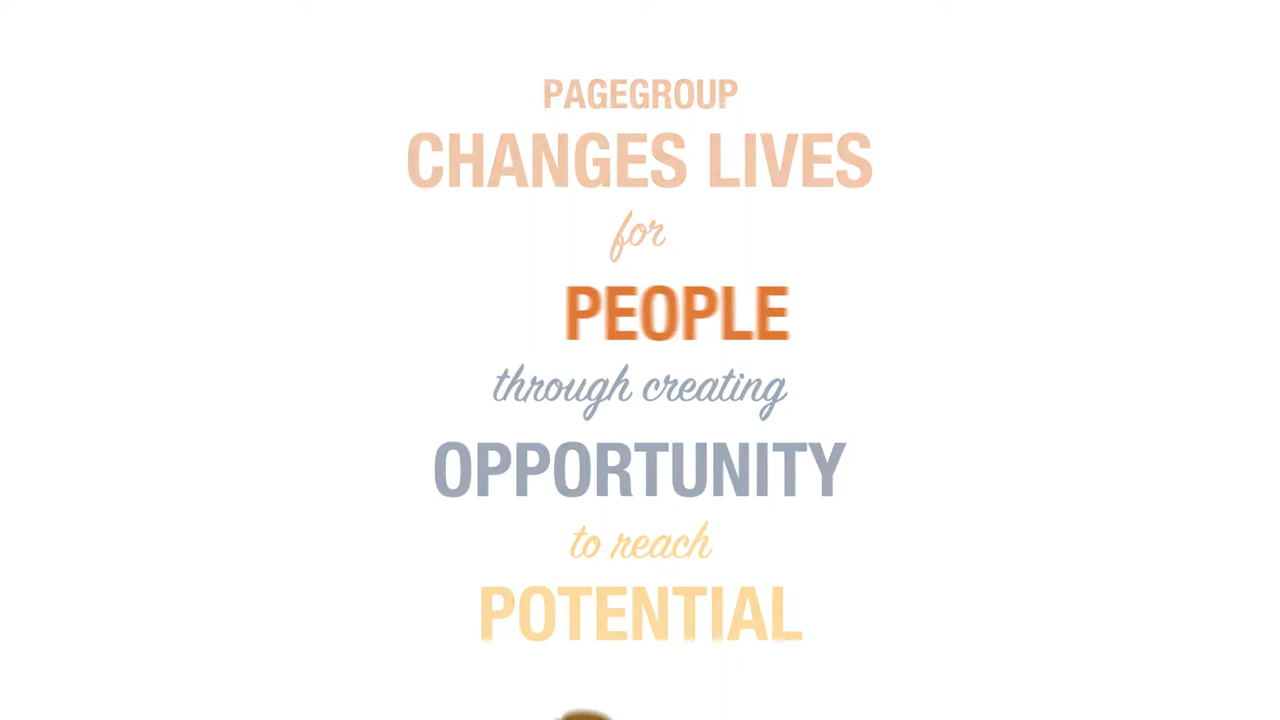 PAGEGROUP
CHANGES LIVES
for
PEOPLE
through creating
OPPORTUNITY
to reach
POTENTIAL